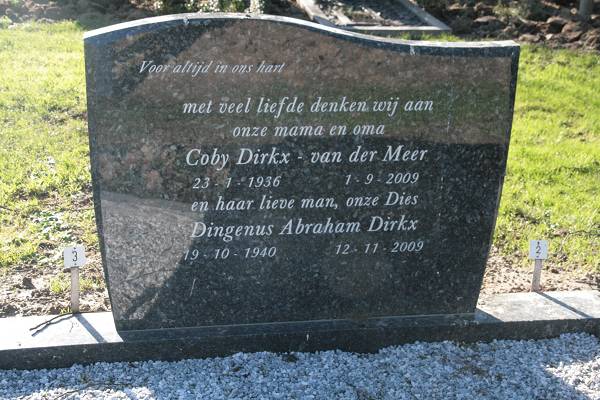 Voor altijd in ons hart
met veel liefde denken wij aan
onze mama en oma
Coby Dirkx - van der Meer
23 - 1 - 1936 1 - 9 - 2009
en haar lieve man, onze Dies
Dingenus Abraham Dirkx
19 - 10 - 1940 12 - 11 - 2009
3
2